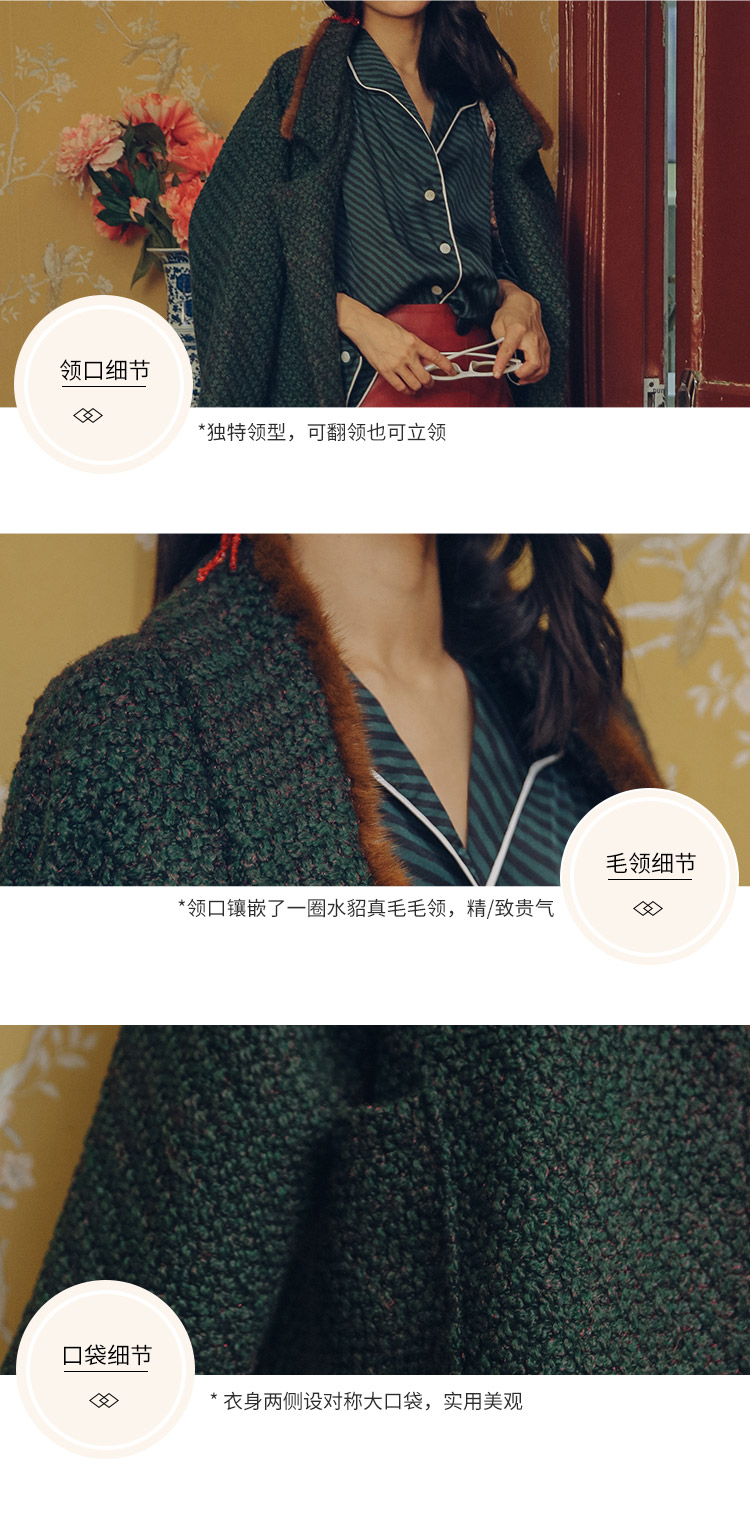 领口细节
*独特领型，可翻领也可立领
毛领细节
*领口镶嵌了一圈水貂真毛毛领，精/致贵气
口袋细节
* 衣身两侧设对称大口袋，实用美观